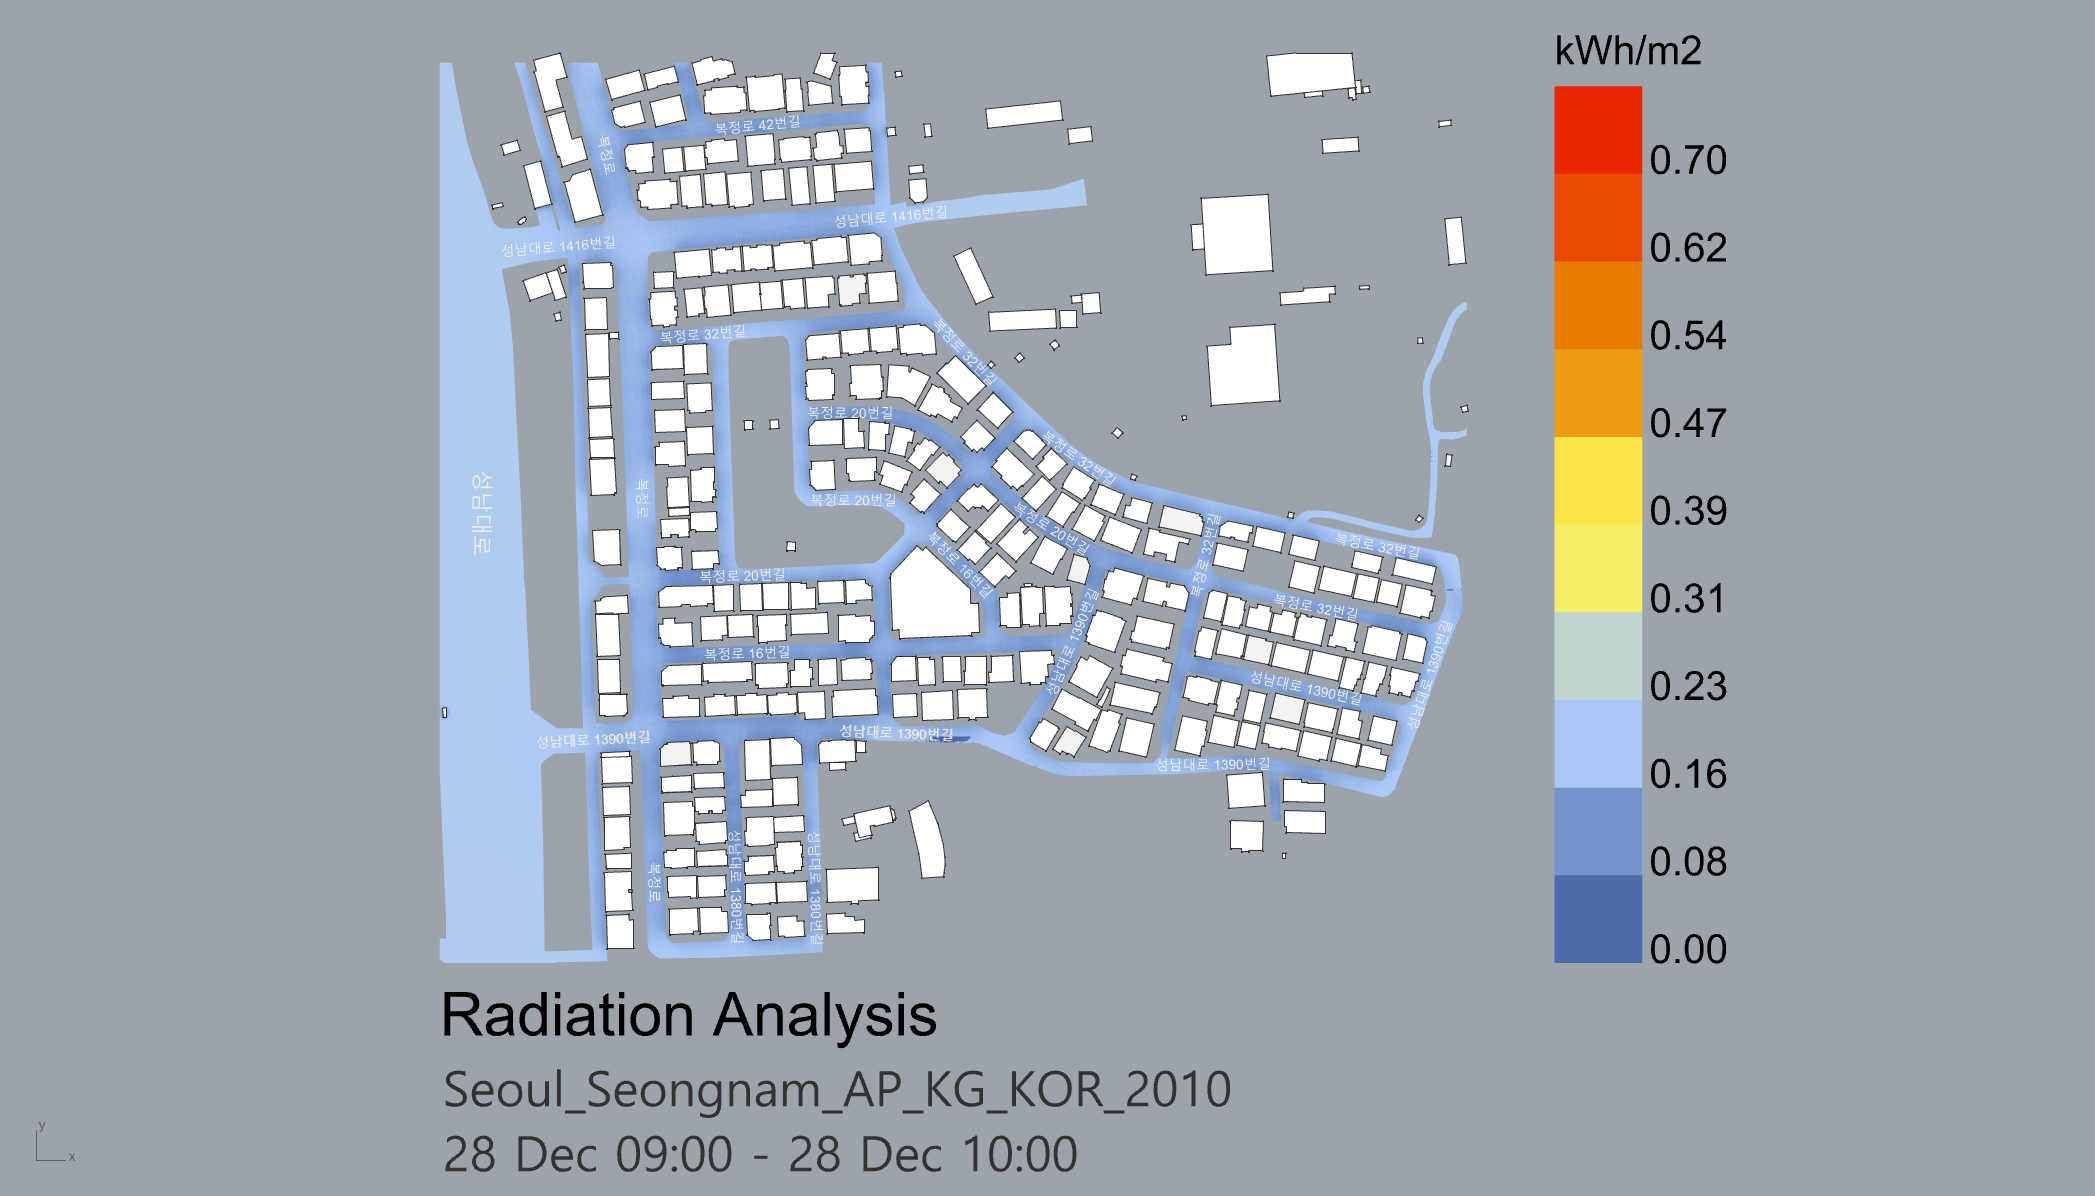 kWh/m2
0.70
0.62
0.54
0.47
0.39
0.31
0.23
0.16
0.08
0.00
복정로 42번길
복정로
성남대로 1416번길
성남대로 1416번길
복정로 32번길
복정로 32번길
복정로 20번길
복정로 32번길
성남대로
복정로
복정로 20번길
복정로 20번길
복정로 32번길
복정로 32번길
복정로 16번길
복정로 20번길
복정로 32번길
성남대로 1390번길
성남대로 1390번길
복정로 16번길
성남대로 1390번길
성남대로 1390번길
성남대로 1390번길
성남대로 1390번길
복정로
성남대로 1380번길
성남대로 1380번길
Radiation Analysis
Seoul_Seongnam_AP_KG_KOR_2010
28 Dec 09:00 - 28 Dec 10:00
y
x